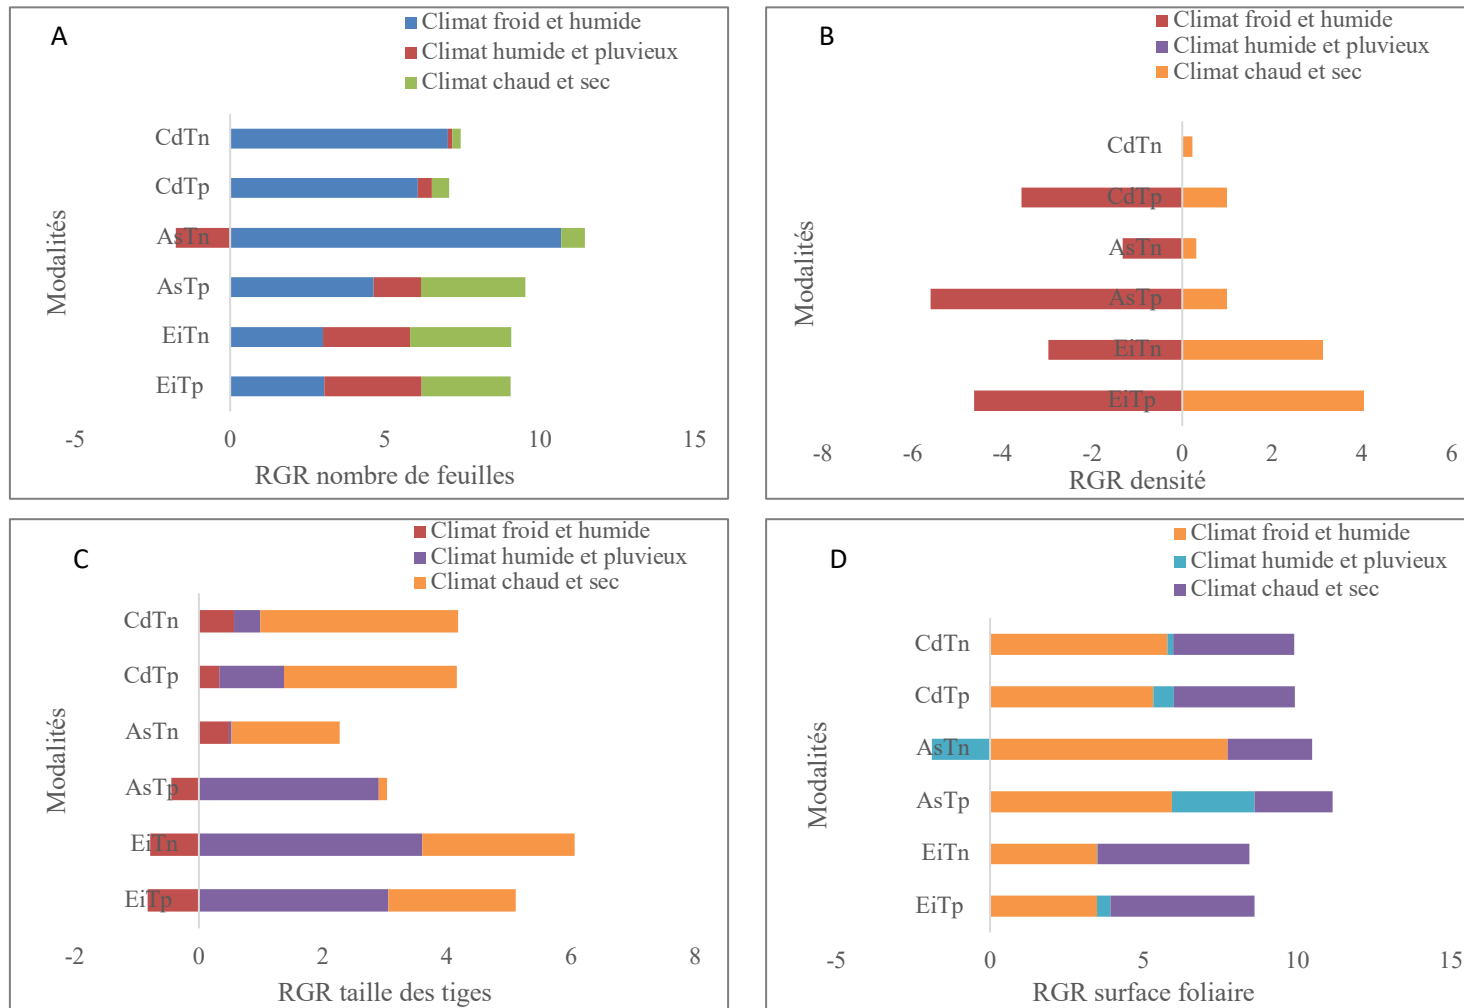 A
Climat froid et humide
Climat humide et pluvieux
Climat chaud et sec
Modalités
CdTn
CdTp
AsTn
AsTp
EiTn
EiTp
-5 0 5 10 15
RGR nombre de feuilles
B
Climat froid et humide
Climat humide et pluvieux
Climat chaud et sec
Modalités
CdTn
CdTp
AsTn
AsTp
EiTn
EiTp
-8 -6 -4 -2 0 2 4 6
RGR densité
C
Climat froid et humide
Climat humide et pluvieux
Climat chaud et sec
Modalités
CdTn
CdTp
AsTn
AsTp
EiTn
EiTp
-2 0 2 4 6 8
RGR taille des tiges
D
Climat froid et humide
Climat humide et pluvieux
Climat chaud et sec
Modalités
CdTn
CdTp
AsTn
AsTp
EiTn
EiTp
-5 0 5 10 15
RGR surface foliaire